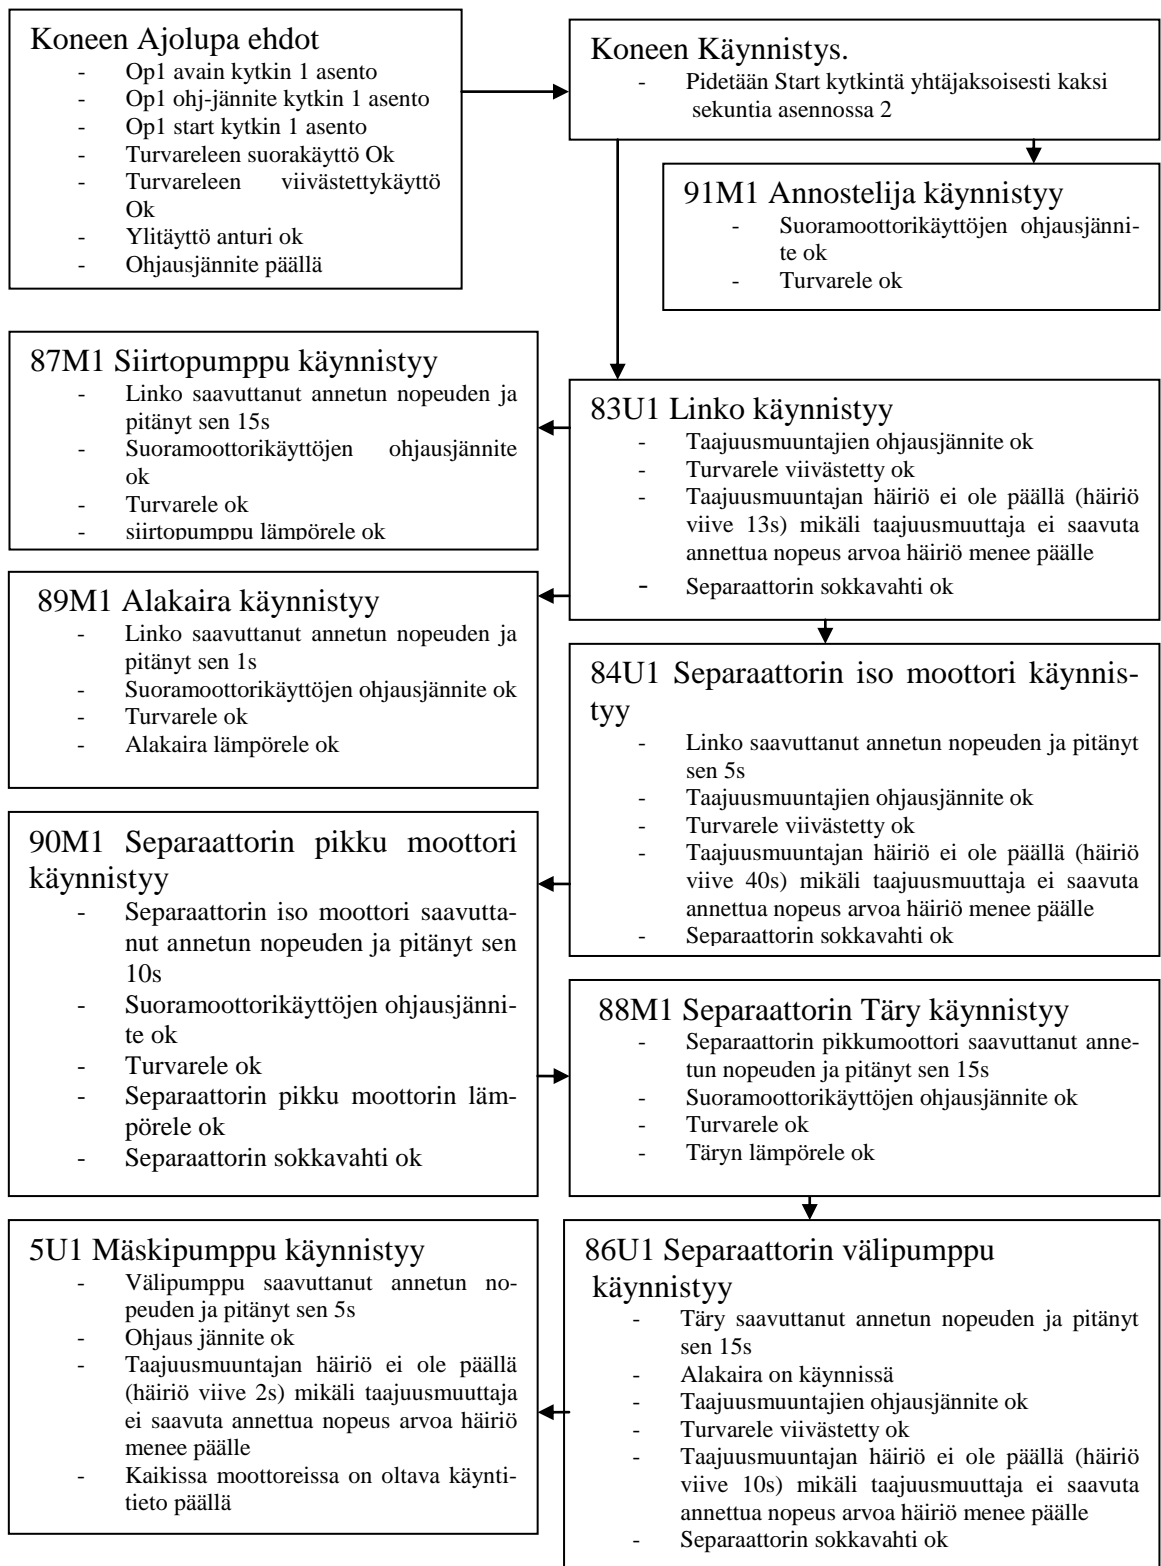 Koneen Ajolupa ehdot
- Op1 avain kytkin 1 asento
- Op1 ohj-jännite kytkin 1 asento
- Op1 start kytkin 1 asento
- Turvareleen suorakäyttö Ok
- Turvareleen viivästettykäyttö
Ok
- Ylitäyttö anturi ok
- Ohjausjännite päällä
Koneen Käynnistys.
- Pidetään Start kytkintä yhtäjaksoisesti kaksi
sekuntia asennossa 2
91M1 Annostelija käynnistyy
- Suoramoottorikäyttöjen ohjausjänni-
te ok
- Turvarele ok
87M1 Siirtopumppu käynnistyy
- Linko saavuttanut annetun nopeuden ja
pitänyt sen 15s
- Suoramoottorikäyttöjen ohjausjännite
ok
- Turvarele ok
- siirtopumppu lämpörele ok
83U1 Linko käynnistyy
- Taajuusmuuntajien ohjausjännite ok
- Turvarele viivästetty ok
- Taajuusmuuntajan häiriö ei ole päällä (häiriö
viive 13s) mikäli taajuusmuuttaja ei saavuta
annettua nopeus arvoa häiriö menee päälle
- Separaattorin sokkavahti ok
89M1 Alakaira käynnistyy
- Linko saavuttanut annetun nopeuden ja
pitänyt sen 1s
- Suoramoottorikäyttöjen ohjausjännite ok
- Turvarele ok
- Alakaira lämpörele ok
84U1 Separaattorin iso moottori käynnis-
tyy
- Linko saavuttanut annetun nopeuden ja pitänyt
sen 5s
- Taajuusmuuntajien ohjausjännite ok
- Turvarele viivästetty ok
- Taajuusmuuntajan häiriö ei ole päällä (häiriö
viive 40s) mikäli taajuusmuuttaja ei saavuta
annettua nopeus arvoa häiriö menee päälle
- Separaattorin sokkavahti ok
90M1 Separaattorin pikku moottori
käynnistyy
- Separaattorin iso moottori saavutta-
nut annetun nopeuden ja pitänyt sen
10s
- Suoramoottorikäyttöjen ohjausjänni-
te ok
- Turvarele ok
- Separaattorin pikku moottorin läm-
pörele ok
- Separaattorin sokkavahti ok
88M1 Separaattorin Täry käynnistyy
- Separaattorin pikkumoottori saavuttanut anne-
tun nopeuden ja pitänyt sen 15s
- Suoramoottorikäyttöjen ohjausjännite ok
- Turvarele ok
- Täryn lämpörele ok
5U1 Mäskipumppu käynnistyy
- Välipumppu saavuttanut annetun no-
peuden ja pitänyt sen 5s
- Ohjaus jännite ok
- Taajuusmuuntajan häiriö ei ole päällä
(häiriö viive 2s) mikäli taajuusmuuttaja
ei saavuta annettua nopeus arvoa häiriö
menee päälle
- Kaikissa moottoreissa on oltava käynti-
tieto päällä
86U1 Separaattorin välipumppu
käynnistyy
- Täry saavuttanut annetun nopeuden ja pitänyt
sen 15s
- Alakaira on käynnissä
- Taajuusmuuntajien ohjausjännite ok
- Turvarele viivästetty ok
- Taajuusmuuntajan häiriö ei ole päällä (häiriö
viive 10s) mikäli taajuusmuuttaja ei saavuta
annettua nopeus arvoa häiriö menee päälle
- Separaattorin sokkavahti ok